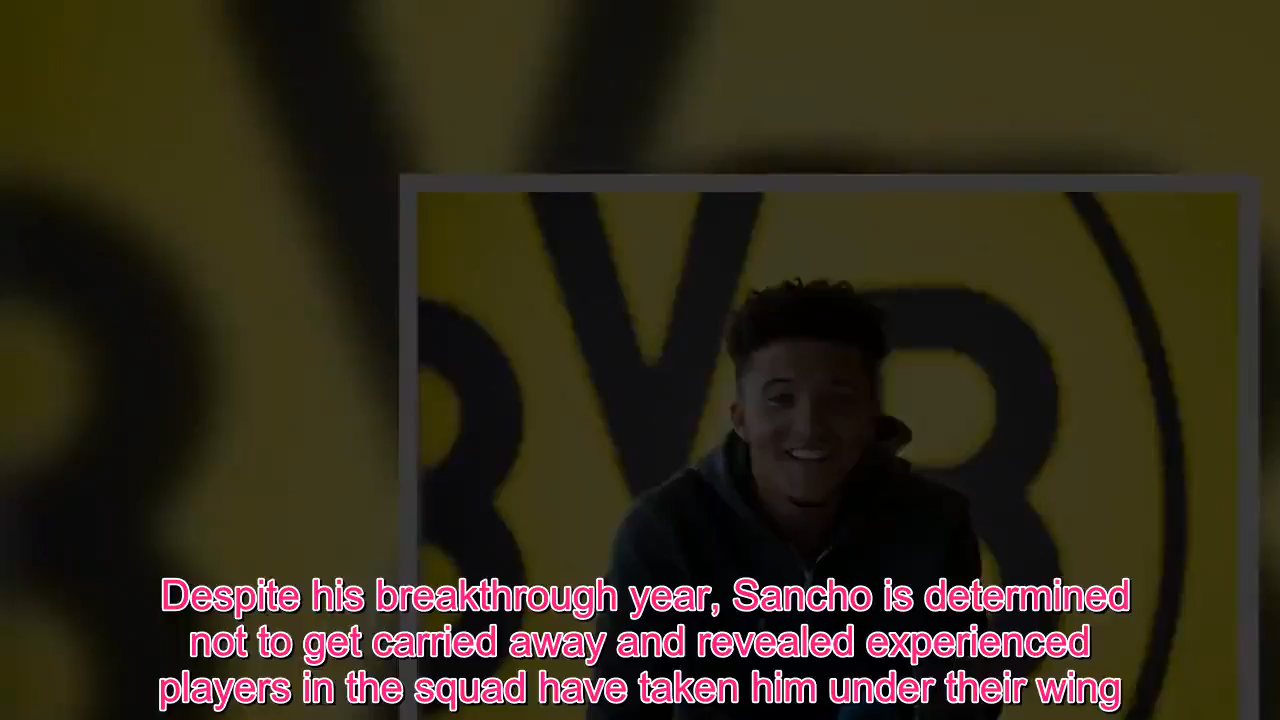 BVB
Despite his breakthrough year, Sancho is determined
not to get carried away and revealed experienced
players in the squad have taken him under their wing